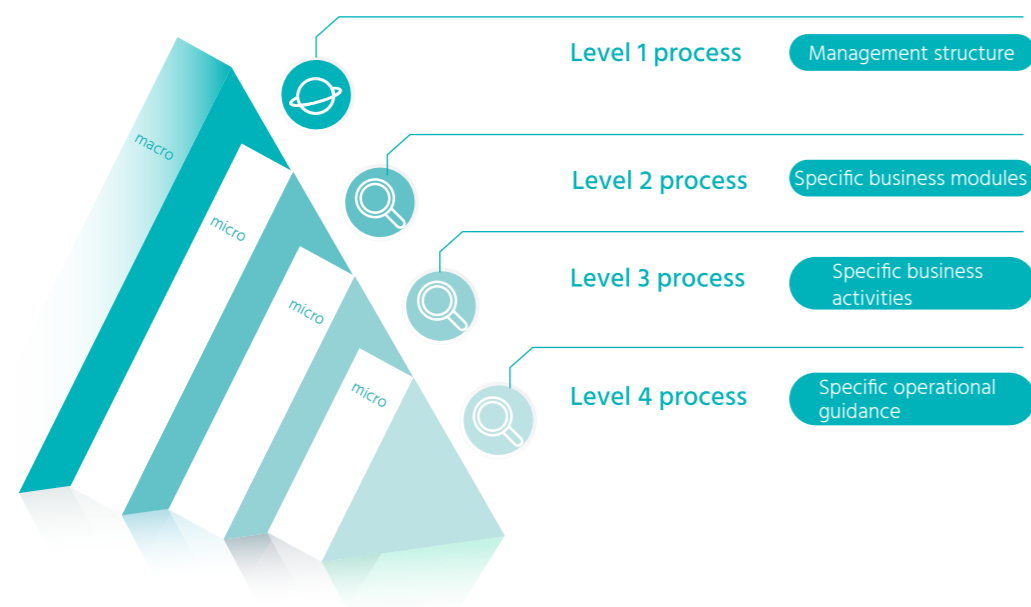 macro
micro
micro
micro
Level 1 process
Management structure
Level 2 process
Specific business modules
Level 3 process
Specific business
activities
Level 4 process
Specific operational
guidance